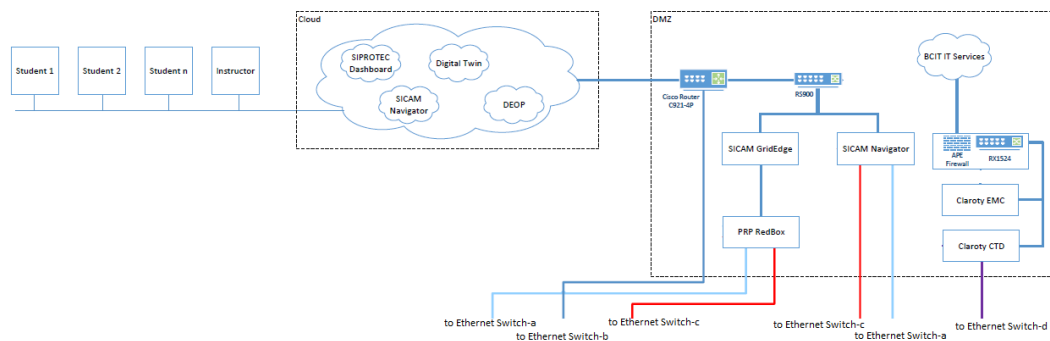 Cloud
DMZ
Student 1
Student 2
Student n
Instructor
SIPROTEC
Dashboard
Digital Twin
SICAM
Navigator
DEOP
Cisco Router
C921-4P
RS900
BCIT IT Services
SICAM GridEdge
SICAM Navigator
APE
Firewall
RX1524
Claroty EMC
PRP RedBox
Claroty CTD
to Ethernet Switch-a
to Ethernet Switch-b
to Ethernet Switch-c
to Ethernet Switch-c
to Ethernet Switch-a
to Ethernet Switch-d